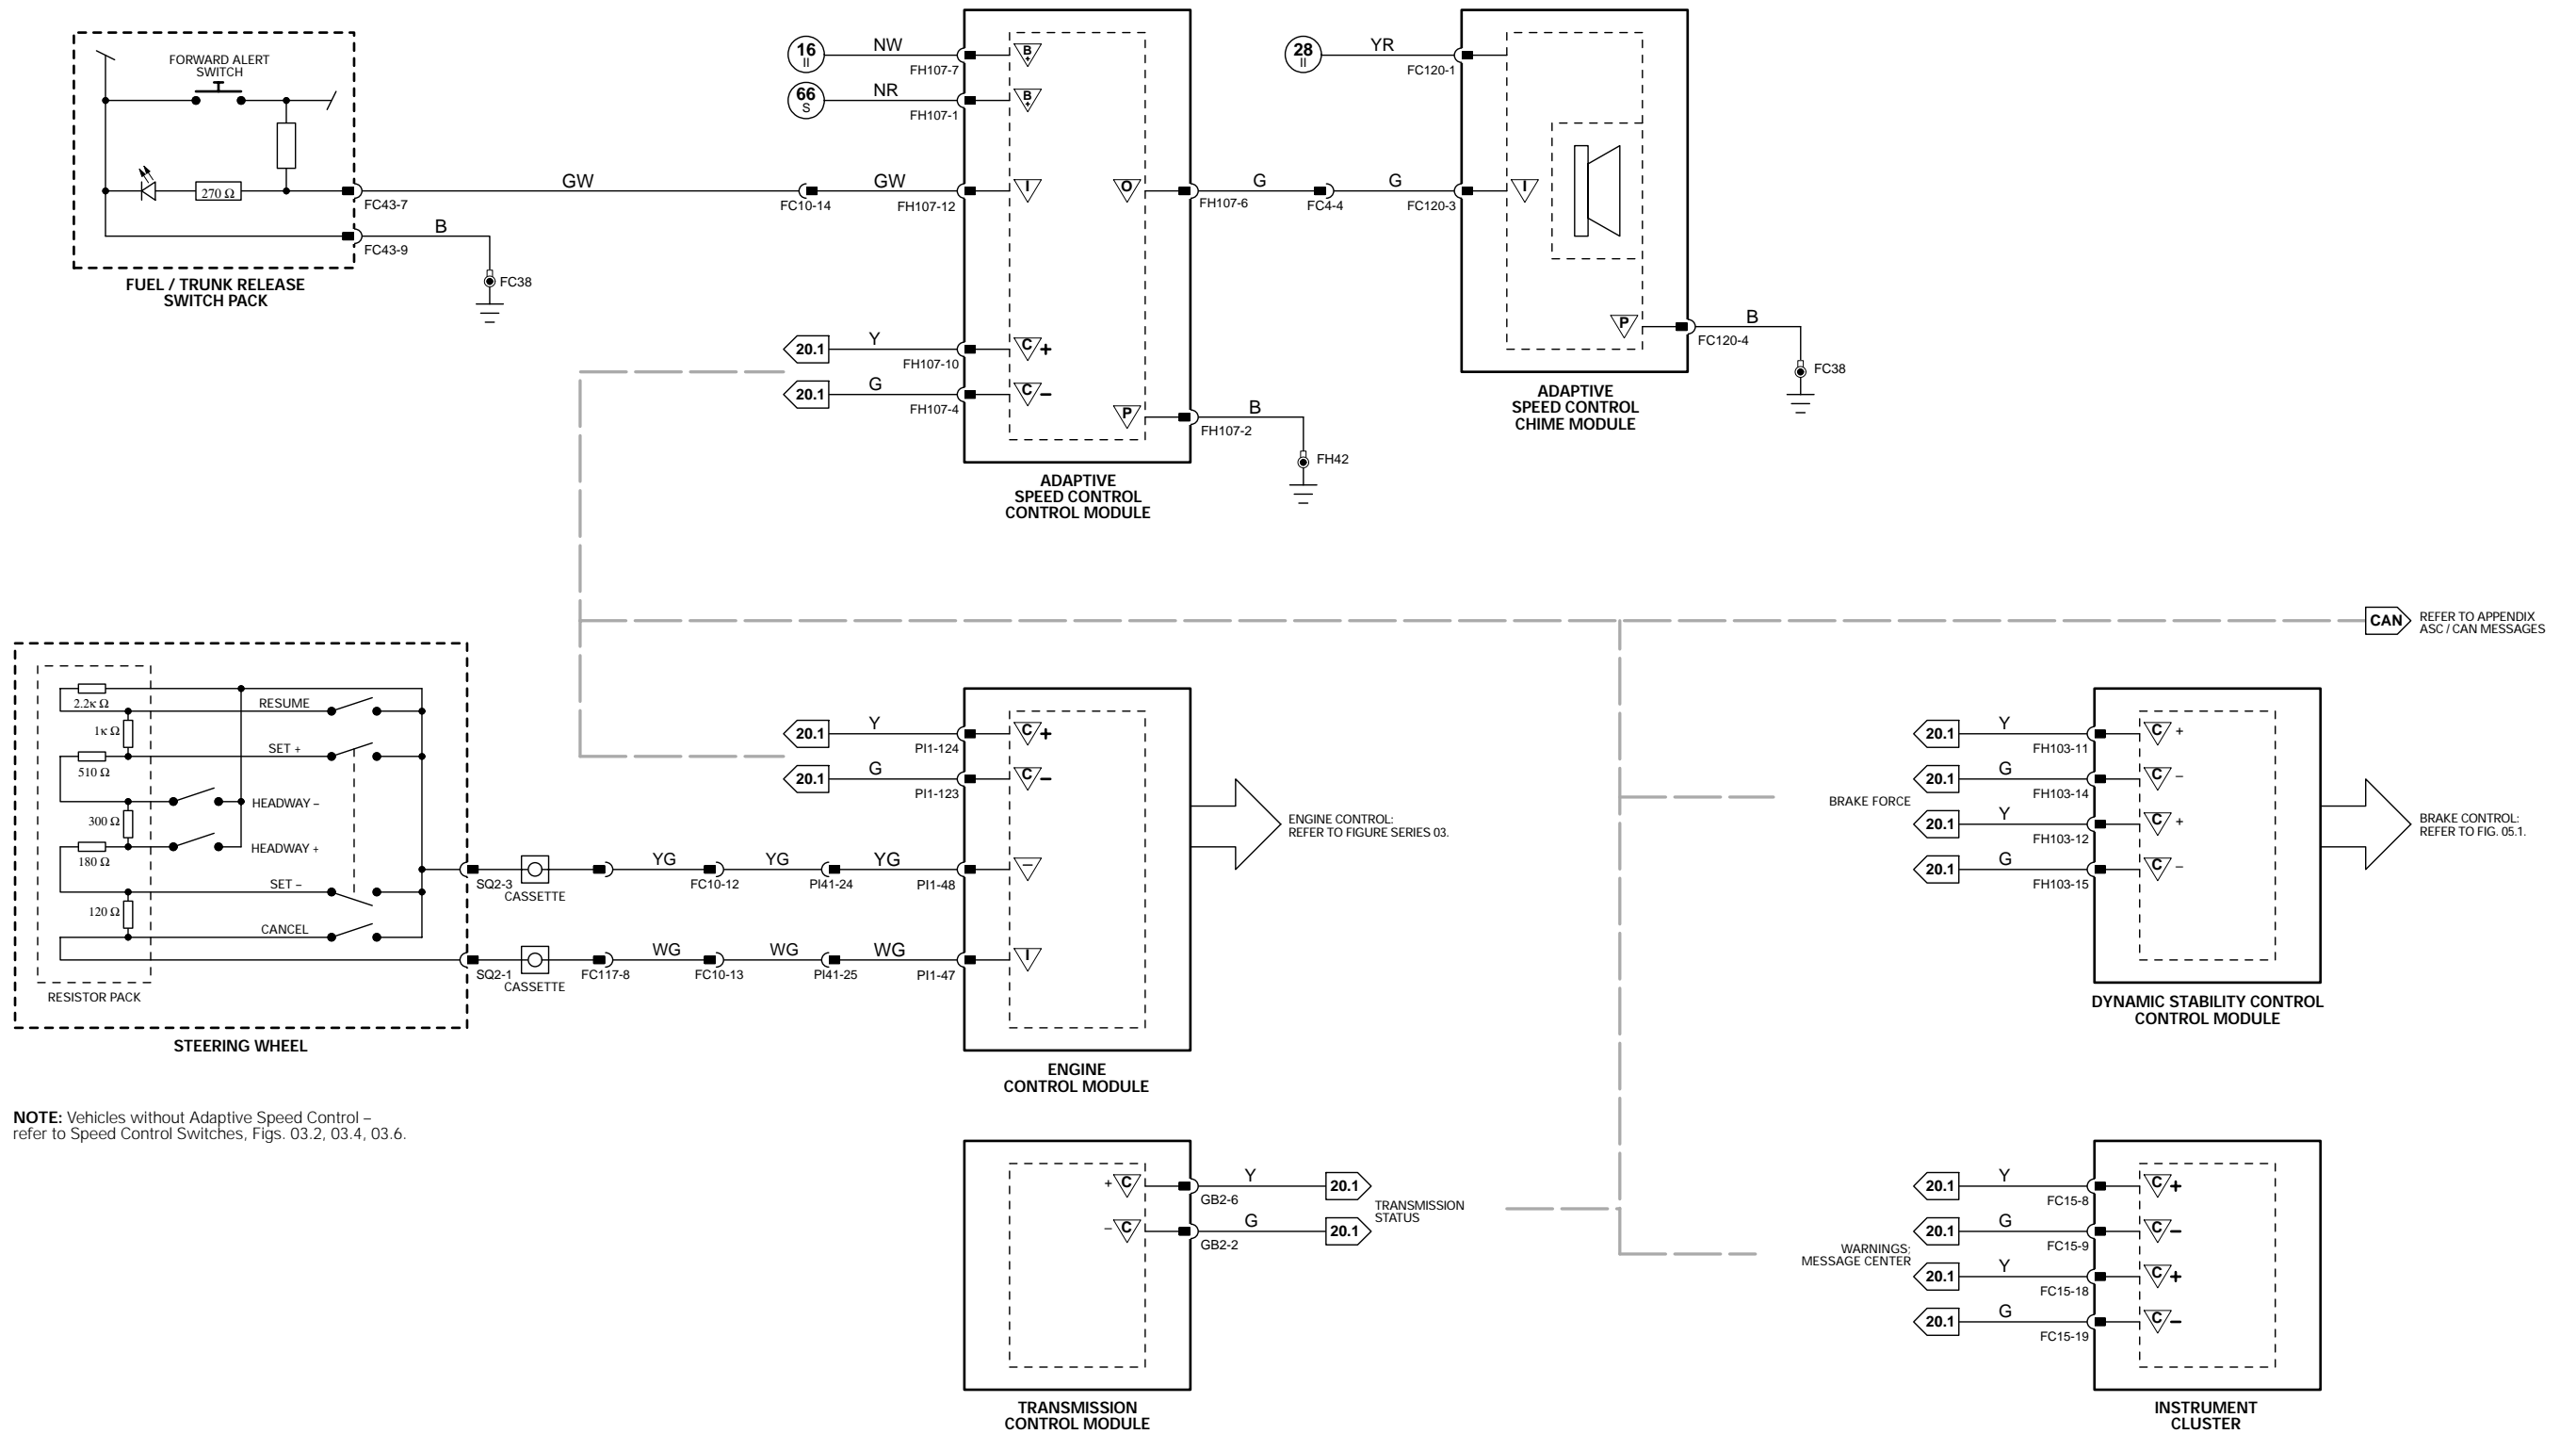 FORWARD ALERT
SWITCH
270 Ω
FC43-7
FC43-9
B
FC38
FUEL / TRUNK RELEASE
SWITCH PACK
GW
FC10-14
GW
FH107-12
16
II
NW
FH107-7
66
S
NR
FH107-1
B
+
B
+
I
O
20.1
Y
FH107-10
C
+
20.1
G
FH107-4
C
–
P
FH107-2
B
FH42
ADAPTIVE
SPEED CONTROL
CONTROL MODULE
FH107-6
G
FC4-4
G
FC120-3
28
II
YR
FC120-1
I
P
FC120-4
B
FC38
ADAPTIVE
SPEED CONTROL
CHIME MODULE
CAN
REFER TO APPENDIX
ASC / CAN MESSAGES
2.2K Ω
RESUME
1K Ω
SET +
510 Ω
HEADWAY –
300 Ω
HEADWAY +
180 Ω
SET –
120 Ω
CANCEL
RESISTOR PACK
STEERING WHEEL
SQ2-3
CASSETTE
YG
FC10-12
YG
PI41-24
YG
PI1-48
SQ2-1
CASSETTE
FC117-8
WG
FC10-13
WG
PI41-25
WG
PI1-47
20.1
Y
PI1-124
C
+
20.1
G
PI1-123
C
–
–
I
ENGINE CONTROL:
REFER TO FIGURE SERIES 03.
ENGINE
CONTROL MODULE
BRAKE FORCE
20.1
Y
FH103-11
C
+
20.1
G
FH103-14
C
–
20.1
Y
FH103-12
C
+
20.1
G
FH103-15
C
–
BRAKE CONTROL:
REFER TO FIG. 05.1.
DYNAMIC STABILITY CONTROL
CONTROL MODULE
NOTE: Vehicles without Adaptive Speed Control –
refer to Speed Control Switches, Figs. 03.2, 03.4, 03.6.
+
C
GB2-6
Y
20.1
–
C
GB2-2
G
20.1
TRANSMISSION
STATUS
TRANSMISSION
CONTROL MODULE
WARNINGS;
MESSAGE CENTER
20.1
Y
FC15-8
C
+
20.1
G
FC15-9
C
–
20.1
Y
FC15-18
C
+
20.1
G
FC15-19
C
–
INSTRUMENT
CLUSTER